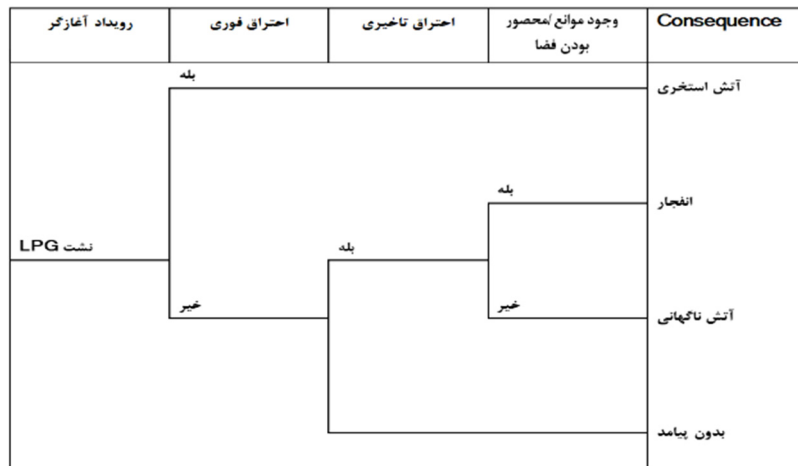 رویداد آغازگر
احتراق فوری
احتراق تاخیری
وجود موانع /محصور
بودن فضا
Consequence
بله
آتش استخری
بله
انفجار
نشت LPG
بله
خیر
خیر
آتش ناگهانی
بدون پیامد